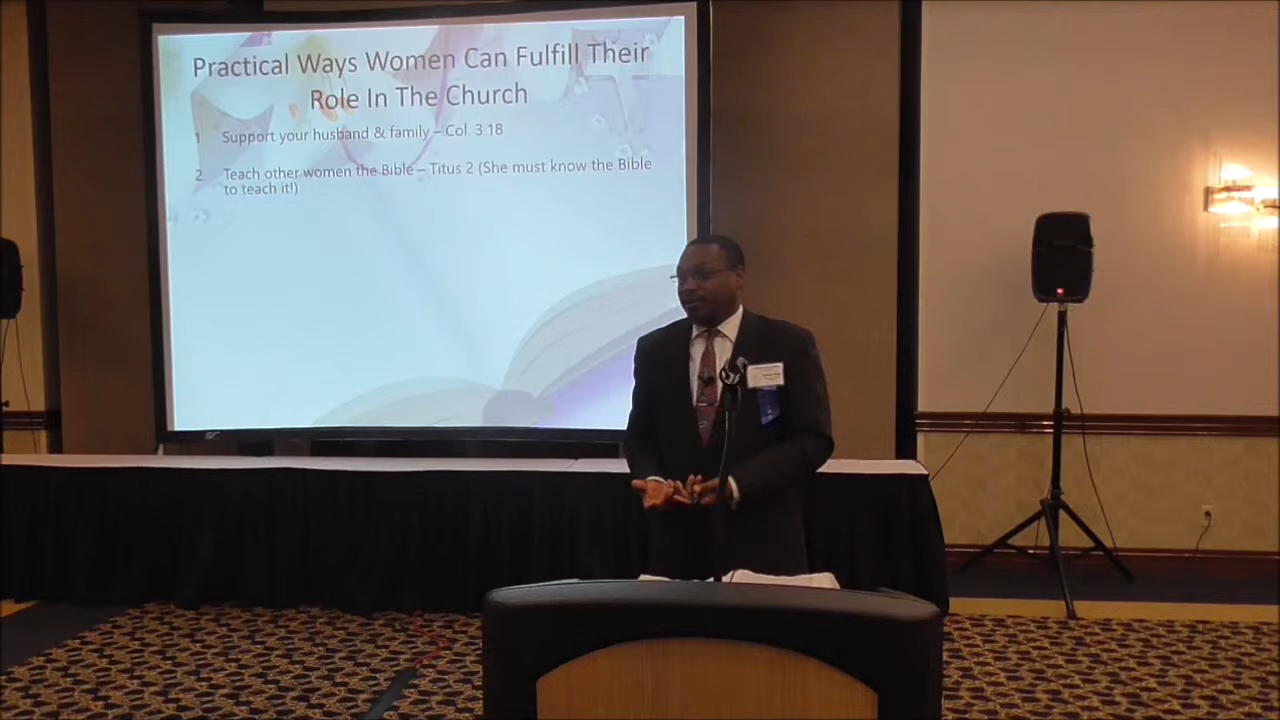 Practical Ways Women Can Fulfill Their
Role In The Church
1 Support your husband & family – Col. 3:18
2. Teach other women the Bible – Titus 2 (She must know the Bible
to teach it!)